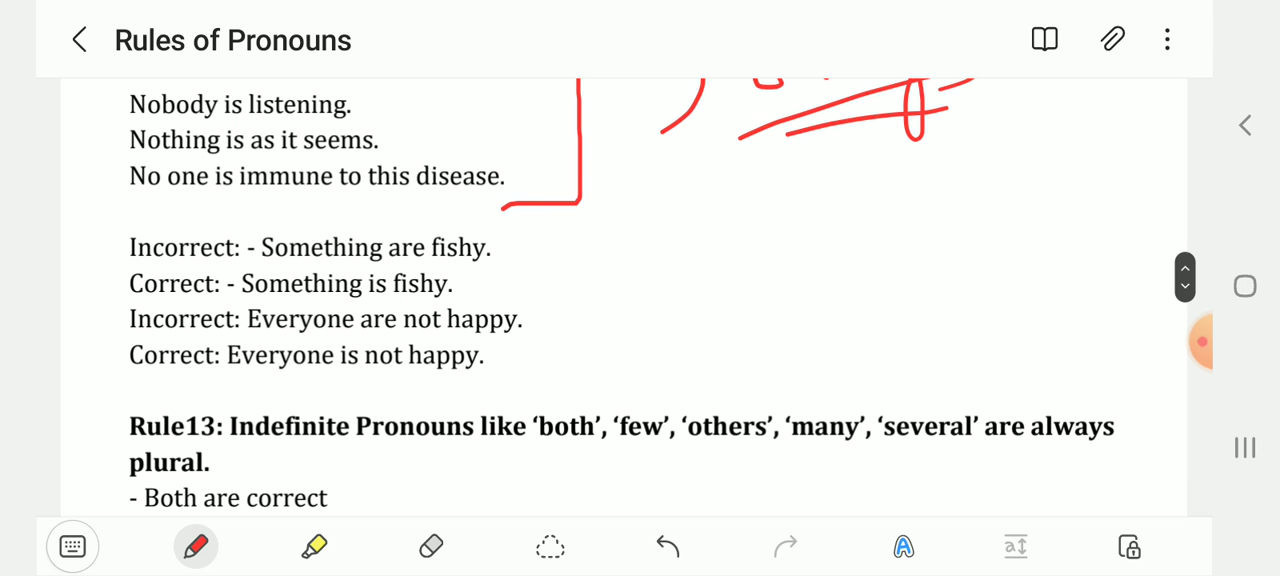 Rules of Pronouns
Nobody is listening.
Nothing is as it seems.
No one is immune to this disease.
Incorrect: - Something are fishy.
Correct: - Something is fishy.
Incorrect: Everyone are not happy.
Correct: Everyone is not happy.
Rule13: Indefinite Pronouns like ‘both’, ‘few’, ‘others’, ‘many’, ‘several’ are always
plural.
- Both are correct